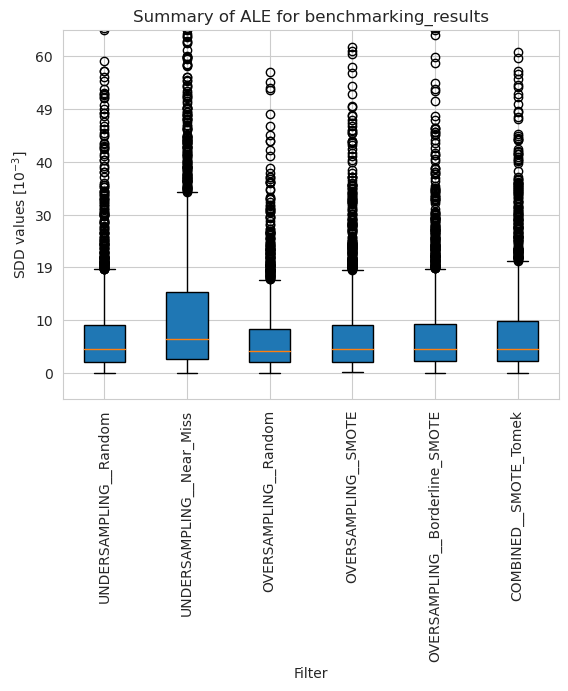 Summary of ALE for benchmarking_results
SDD values [10⁻³]
60
49
40
30
19
10
0
UNDERSAMPLING__Random
UNDERSAMPLING__Near_Miss
OVERSAMPLING__Random
OVERSAMPLING__SMOTE
OVERSAMPLING__Borderline_SMOTE
COMBINED__SMOTE_Tomek
Filter